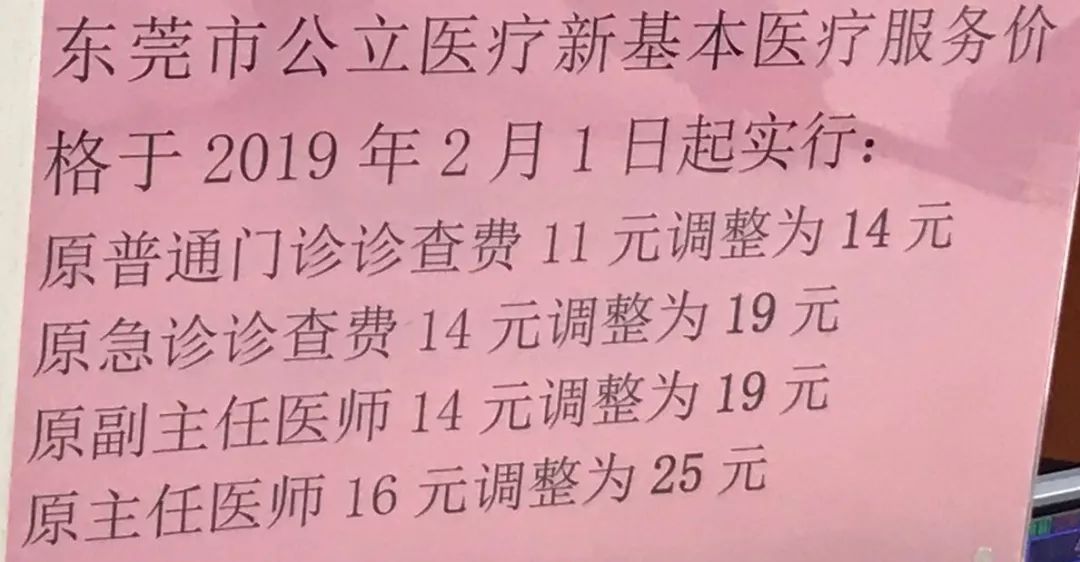 东莞市公立医疗新基本医疗服务价
格于 2019 年 2 月 1 日起实行：
原普通门诊诊查费 11 元调整为 14 元
原急诊诊查费 14 元调整为 19 元
原副主任医师 14 元调整为 19 元
原主任医师 16 元调整为 25 元